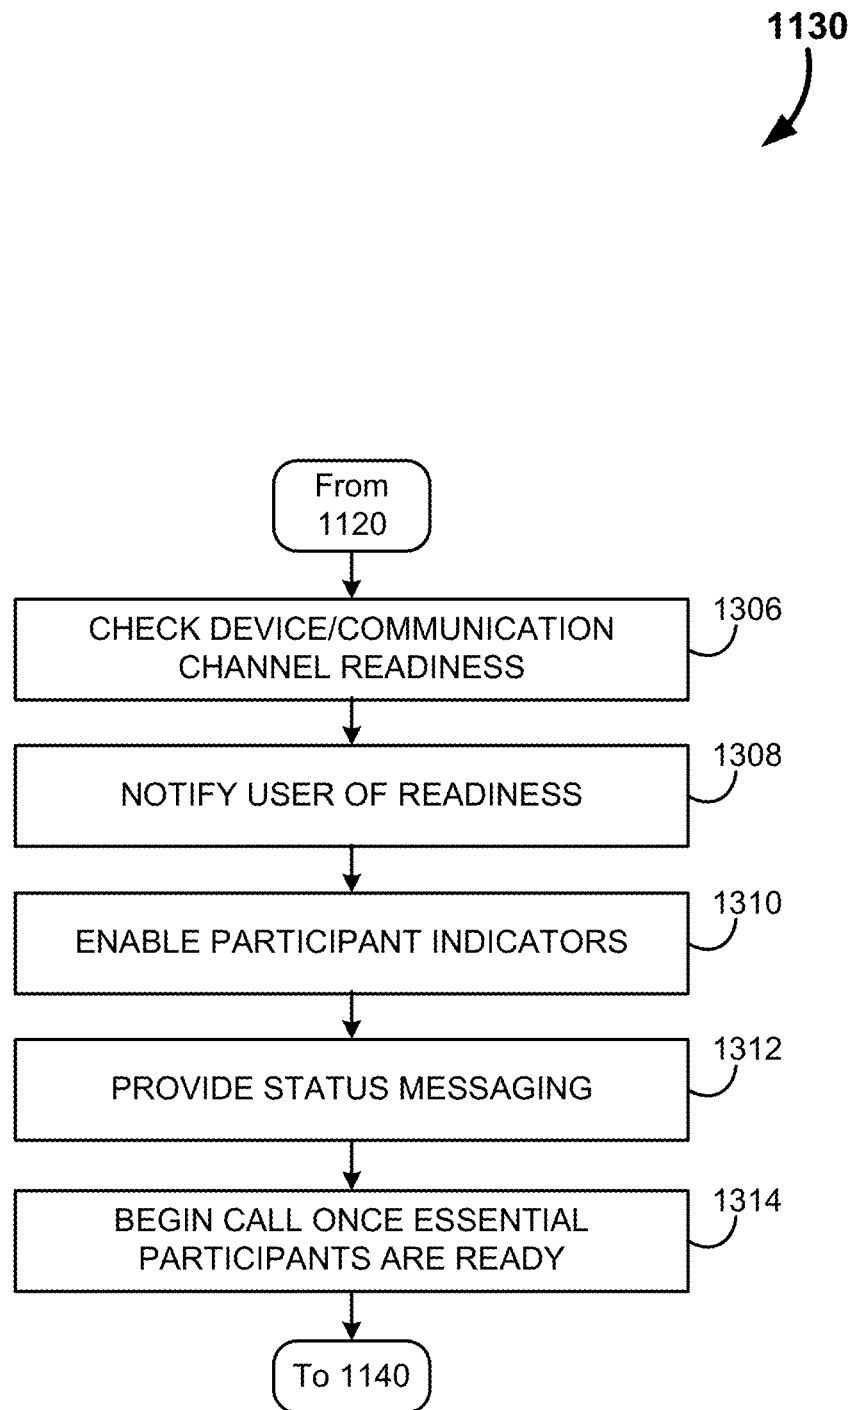 1130
From
1120
CHECK DEVICE/COMMUNICATION
CHANNEL READINESS
1306
NOTIFY USER OF READINESS
1308
ENABLE PARTICIPANT INDICATORS
1310
PROVIDE STATUS MESSAGING
1312
BEGIN CALL ONCE ESSENTIAL
PARTICIPANTS ARE READY
1314
To 1140